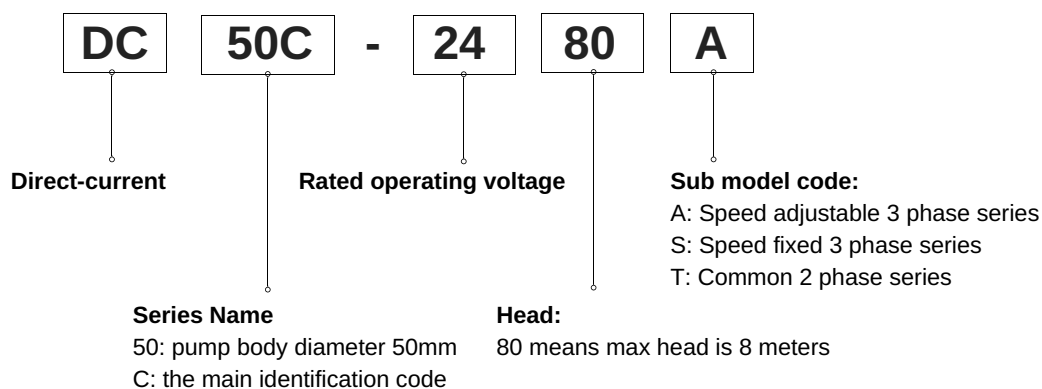 DC 50C - 24 80 A
Direct-current
Rated operating voltage
Sub model code:
A: Speed adjustable 3 phase series
S: Speed fixed 3 phase series
T: Common 2 phase series
Series Name
50: pump body diameter 50mm
C: the main identification code
Head:
80 means max head is 8 meters